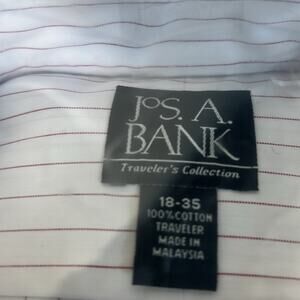 JOS. A.
BANK
Traveler's Collection
18-35
100% COTTON
TRAVELER
MADE IN
MALAYSIA